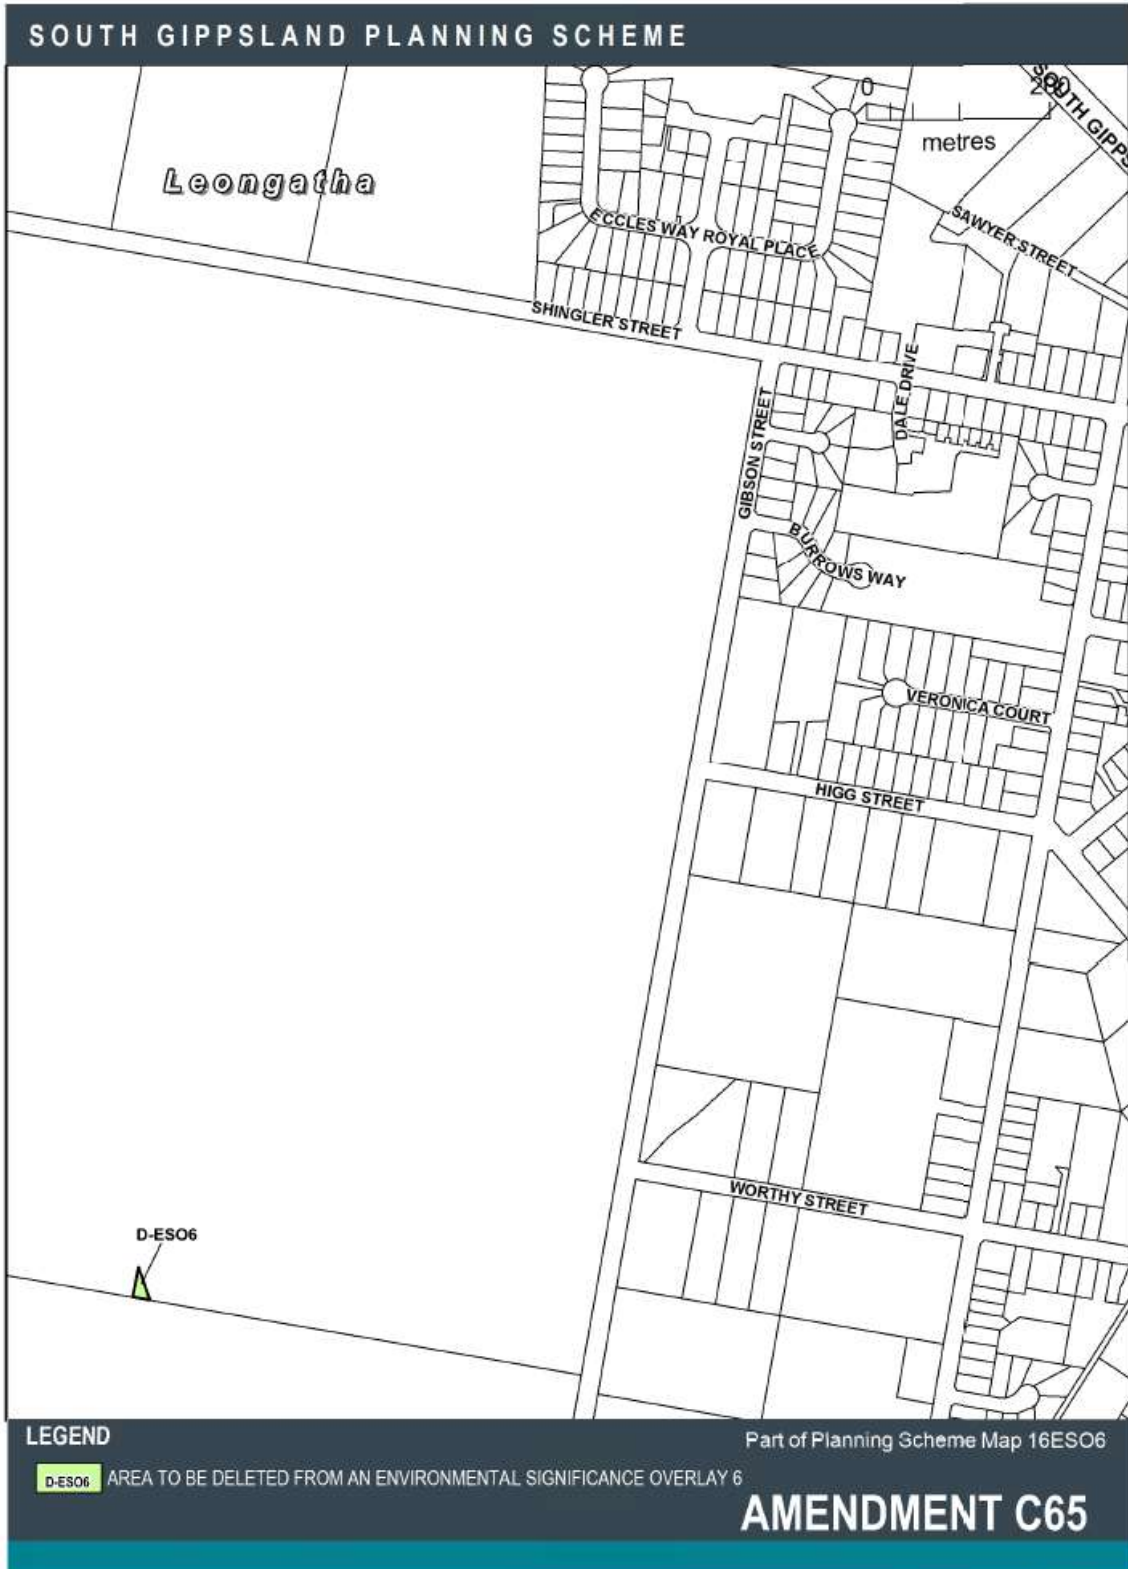 SOUTH GIPPSLAND PLANNING SCHEME
SOUTH GIPPS
0
metres
Leongatha
SAWYER STREET
ECCLES WAY ROYAL PLACE
SHINGLER STREET
DALE DRIVE
GIBSON STREET
BURROWS WAY
VERONICA COURT
HIGG STREET
WORTHY STREET
D-ESO6
LEGEND
Part of Planning Scheme Map 16ESO6
D-ESO6 AREA TO BE DELETED FROM AN ENVIRONMENTAL SIGNIFICANCE OVERLAY 6
AMENDMENT C65